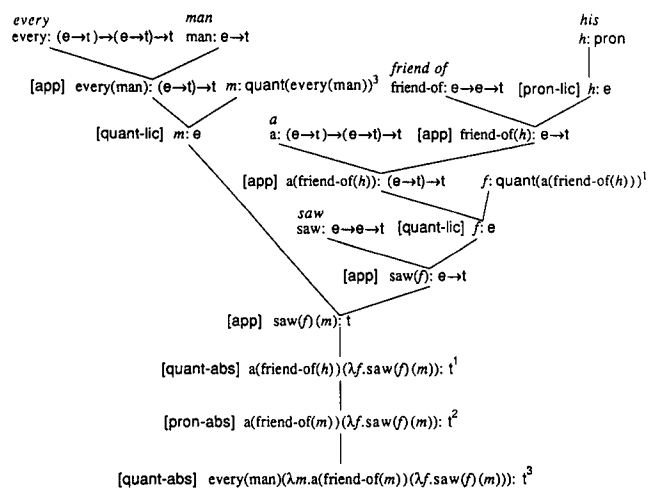 every man his
every: (e→t)→(e→t)→t man: e→t h: pron
friend of
[app] every(man): (e→t)→t m: quant(every(man))³ friend-of: e→e→t [pron-lic] h: e
a
[quant-lic] m: e a: (e→t)→(e→t)→t [app] friend-of(h): e→t
[app] a(friend-of(h)): (e→t)→t f: quant(a(friend-of(h)))¹
saw
saw: e→e→t [quant-lic] f: e
[app] saw(f): e→t
[app] saw(f)(m): t
[quant-abs] a(friend-of(h))(λf.saw(f)(m)): t¹
[pron-abs] a(friend-of(m))(λf.saw(f)(m)): t²
[quant-abs] every(man)(λm.a(friend-of(m))(λf.saw(f)(m))): t³